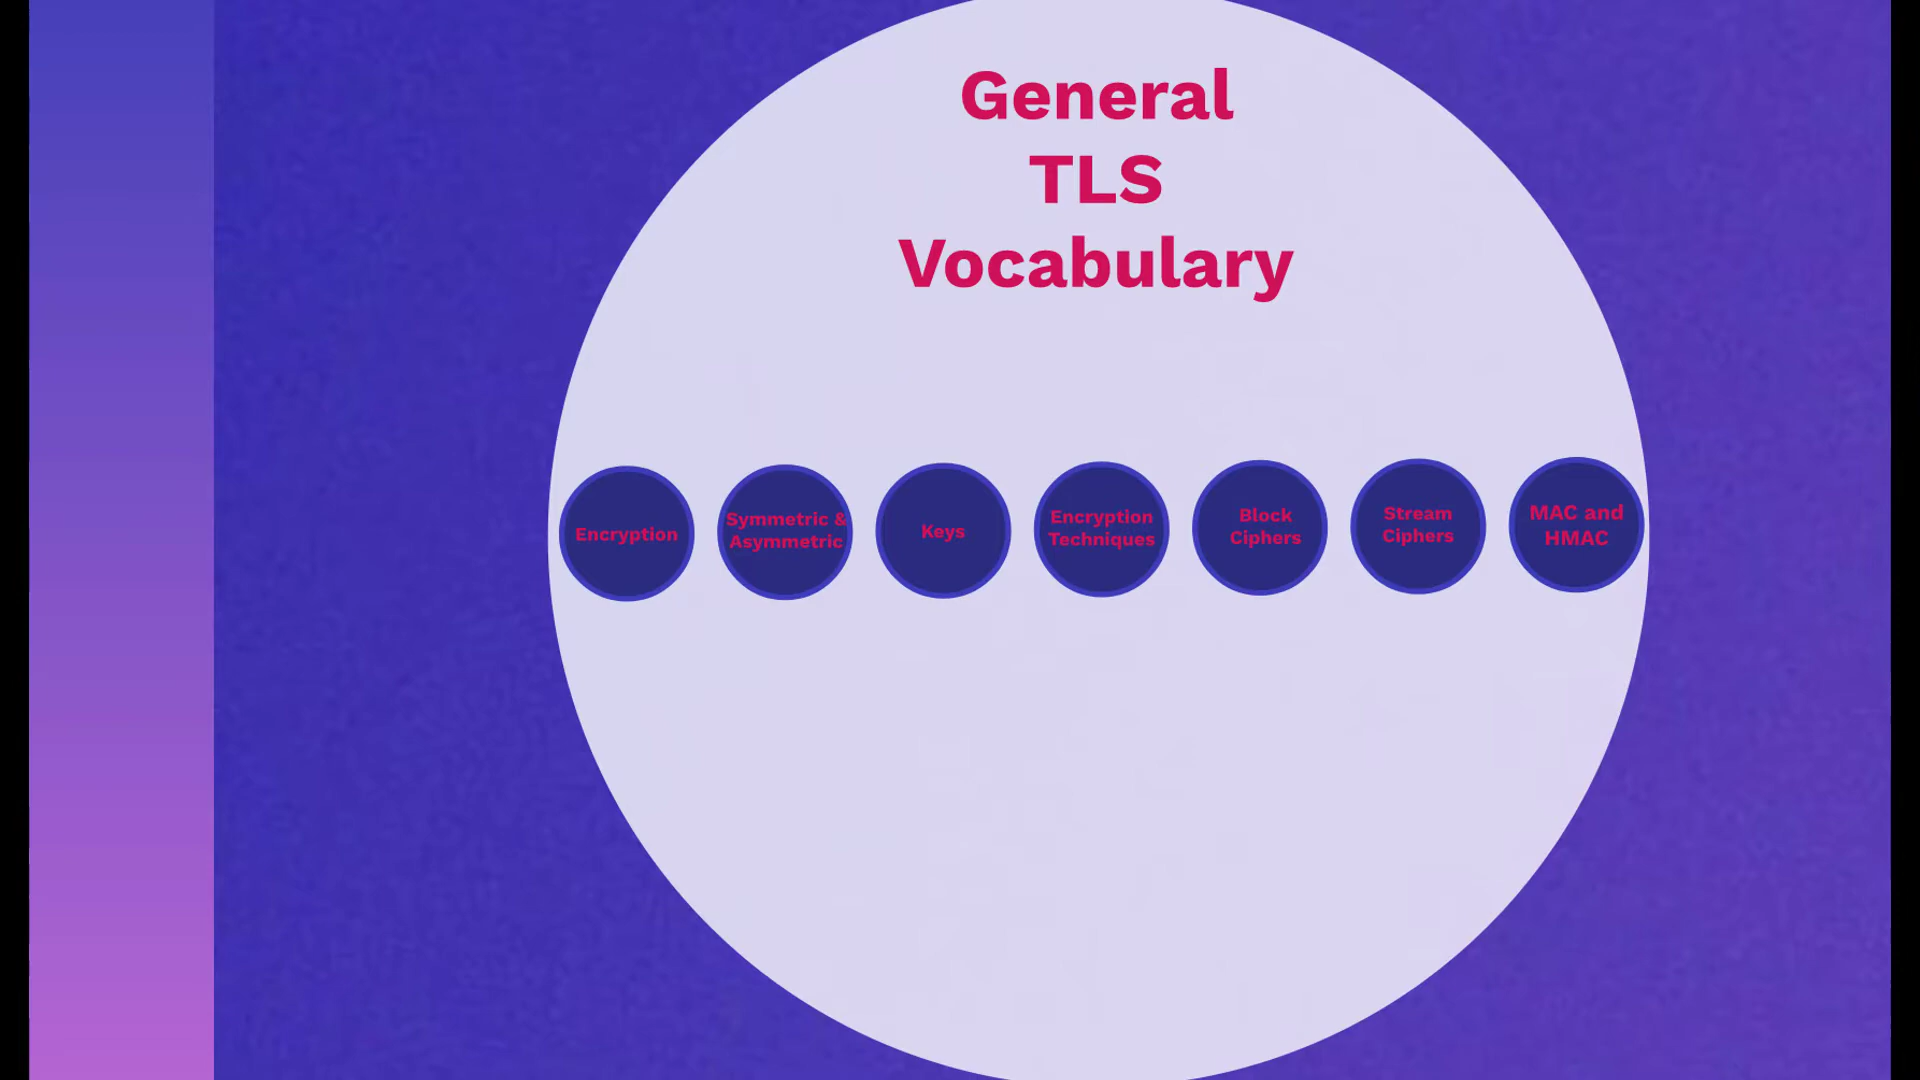 General
TLS
Vocabulary
Encryption
Symmetric &
Asymmetric
Keys
Encryption
Techniques
Block
Ciphers
Stream
Ciphers
MAC and
HMAC